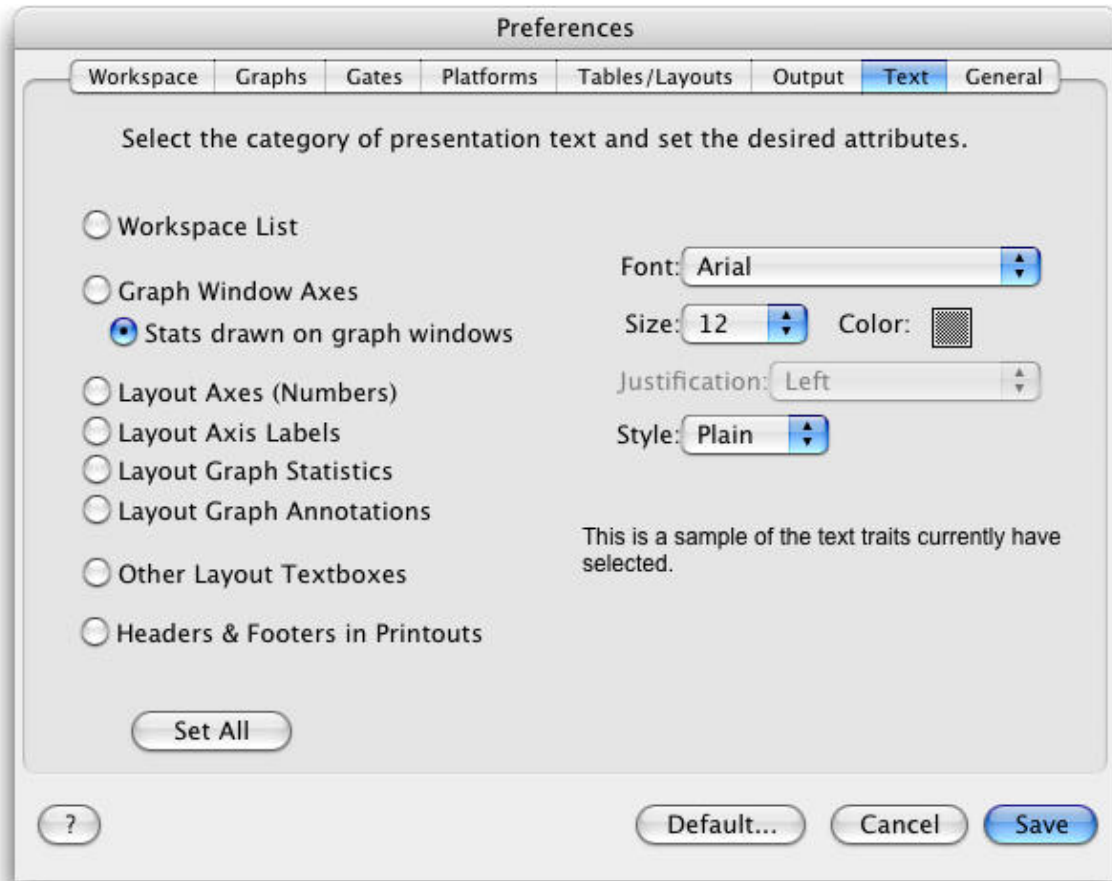 Preferences
Workspace Graphs Gates Platforms Tables/Layouts Output Text General
Select the category of presentation text and set the desired attributes.
Workspace List
Graph Window Axes
Stats drawn on graph windows
Layout Axes (Numbers)
Layout Axis Labels
Layout Graph Statistics
Layout Graph Annotations
Other Layout Textboxes
Headers & Footers in Printouts
Font: Arial
Size: 12 Color:
Justification: Left
Style: Plain
This is a sample of the text traits currently have
selected.
Set All
? Default... Cancel Save